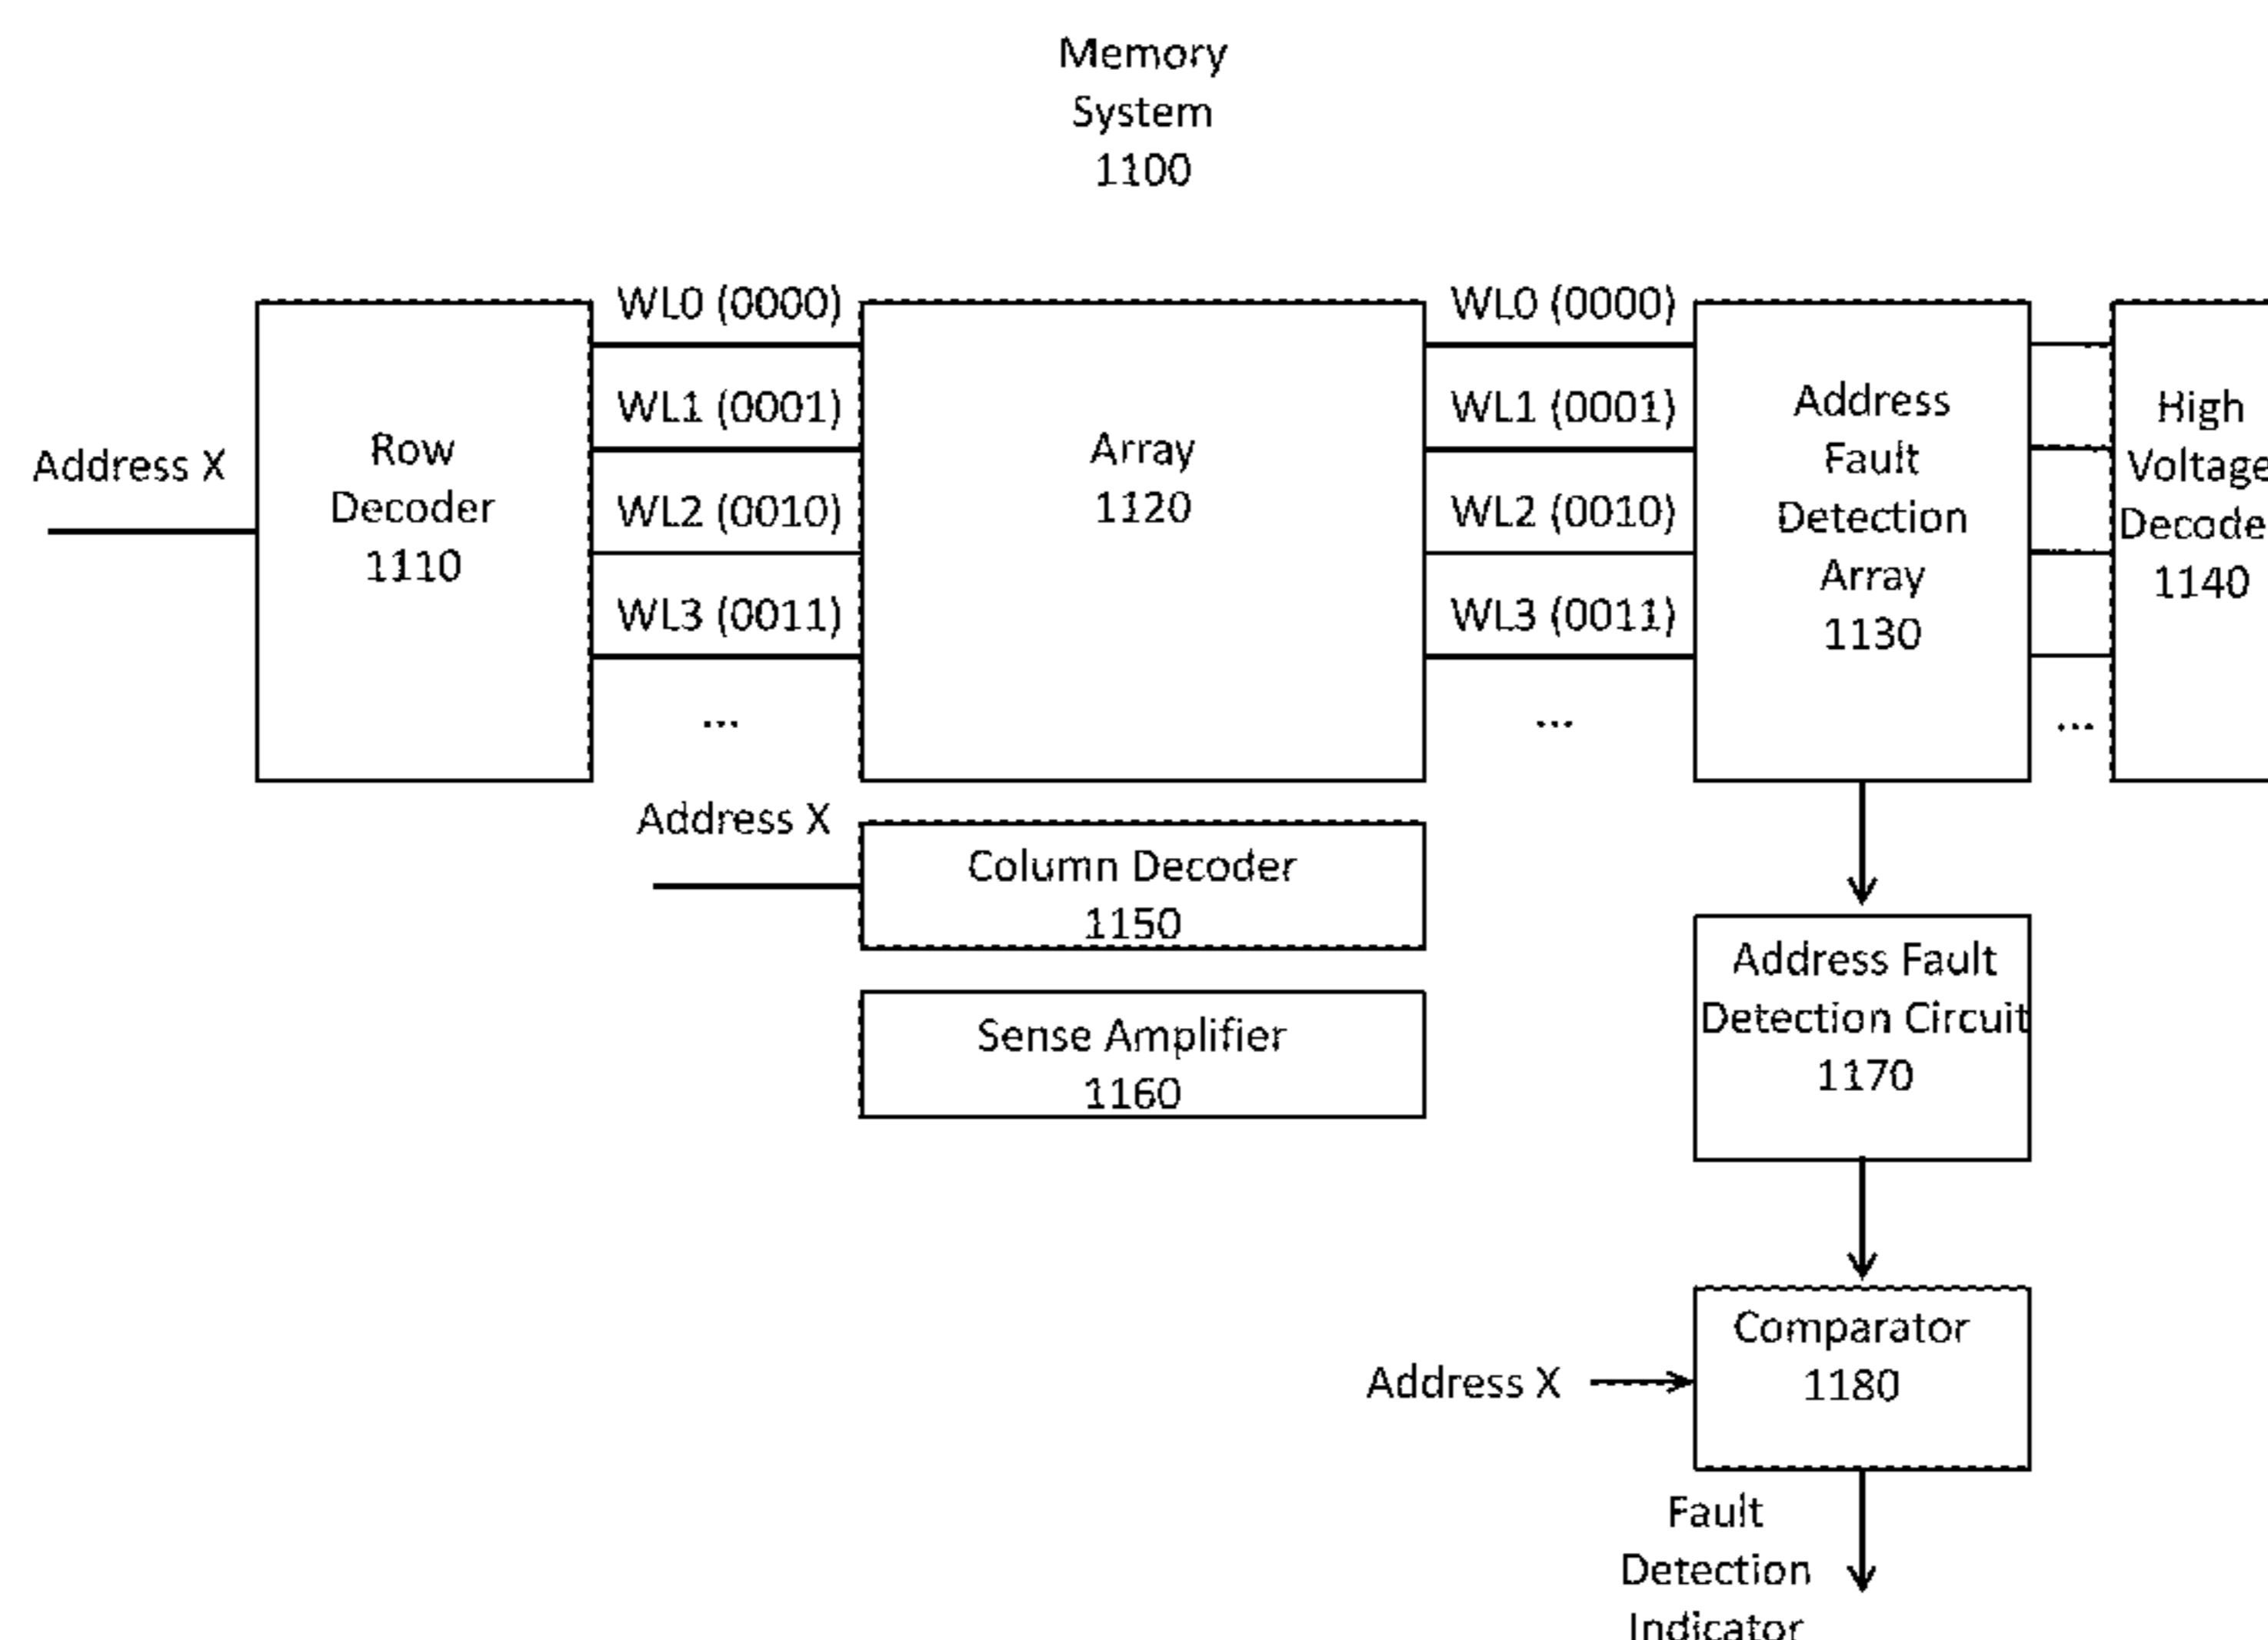 Memory
System
1100
Address X
Row
Decoder
1110
WL0 (0000)
WL1 (0001)
WL2 (0010)
WL3 (0011)
...
Array
1120
WL0 (0000)
WL1 (0001)
WL2 (0010)
WL3 (0011)
...
Address
Fault
Detection
Array
1130
...
High
Voltage
Decoder
1140
Address X
Column Decoder
1150
Sense Amplifier
1160
Address Fault
Detection Circuit
1170
Address X
Comparator
1180
Fault
Detection
Indicator